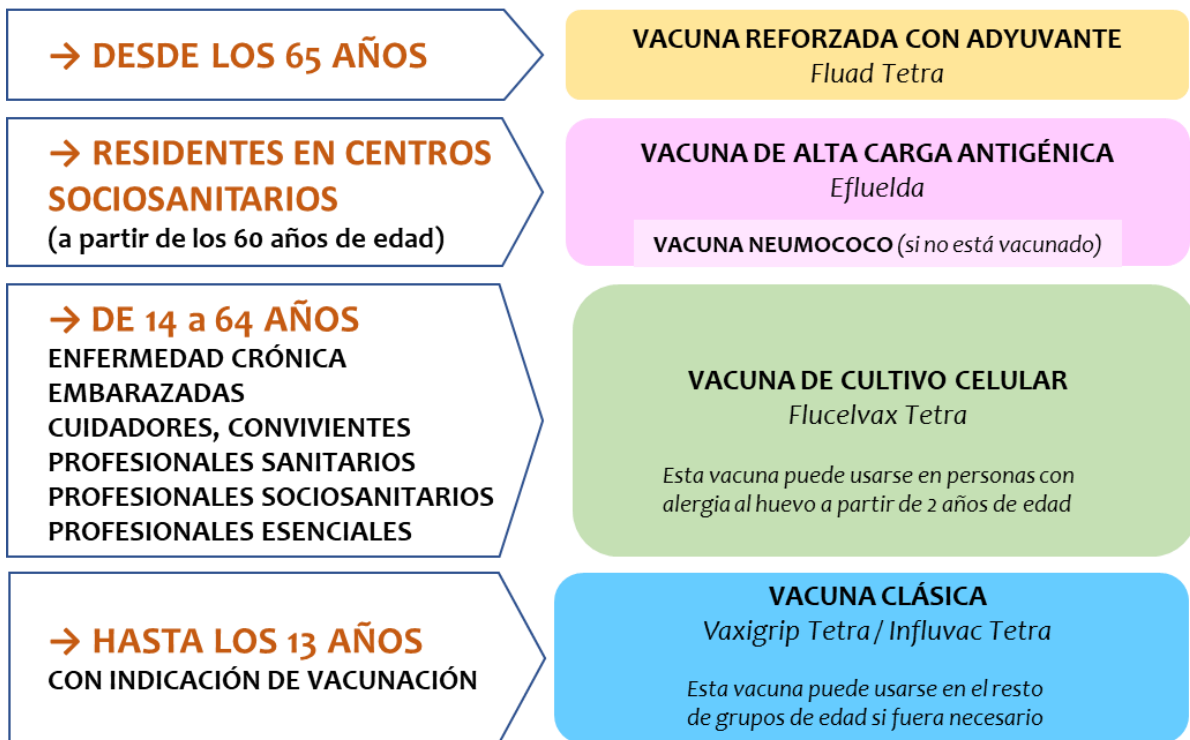 → DESDE LOS 65 AÑOS
VACUNA REFORZADA CON ADYUVANTE
Fluad Tetra
→ RESIDENTES EN CENTROS
SOCIOSANITARIOS
(a partir de los 60 años de edad)
VACUNA DE ALTA CARGA ANTIGÉNICA
Efluelda
VACUNA NEUMOCOCO (si no está vacunado)
→ DE 14 a 64 AÑOS
ENFERMEDAD CRÓNICA
EMBARAZADAS
CUIDADORES, CONVIVIENTES
PROFESIONALES SANITARIOS
PROFESIONALES SOCIOSANITARIOS
PROFESIONALES ESENCIALES
VACUNA DE CULTIVO CELULAR
Flucelvax Tetra
Esta vacuna puede usarse en personas con
alergia al huevo a partir de 2 años de edad
→ HASTA LOS 13 AÑOS
CON INDICACIÓN DE VACUNACIÓN
VACUNA CLÁSICA
Vaxigrip Tetra / Influvac Tetra
Esta vacuna puede usarse en el resto
de grupos de edad si fuera necesario